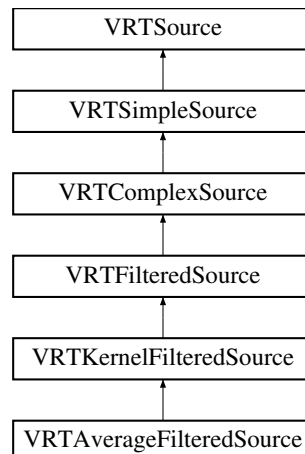 VRTSource
VRTSimpleSource
VRTComplexSource
VRTFilteredSource
VRTKernelFilteredSource
VRTAverageFilteredSource